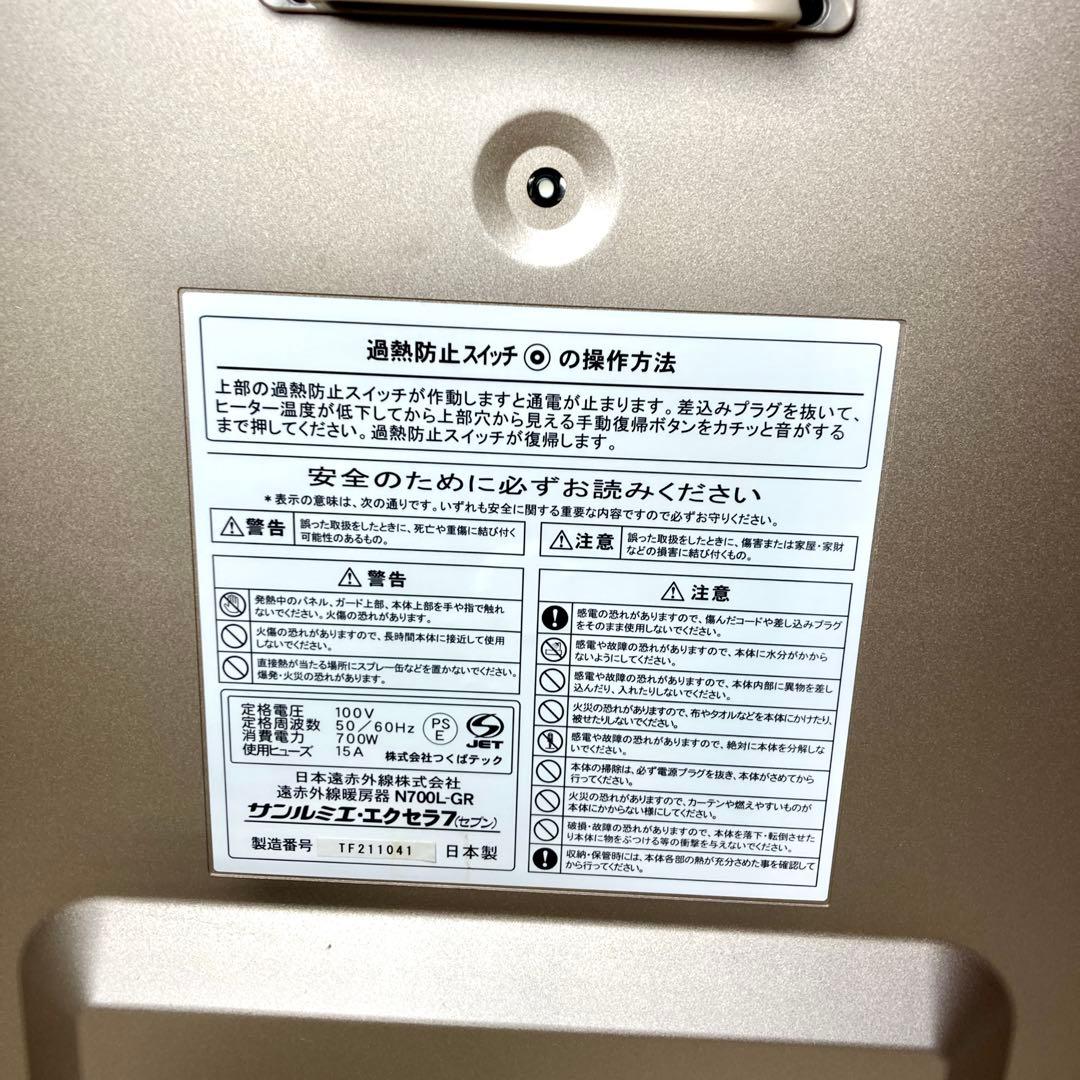 過熱防止スイッチ の操作方法
上部の過熱防止スイッチが作動しますと通電が止まります。差込みプラグを抜いて、
ヒーター温度が低下してから上部穴から見える手動復帰ボタンをカチッと音がする
まで押してください。過熱防止スイッチが復帰します。
安全のために必ずお読みください
*表示の意味は、次の通りです。いずれも安全に関する重要な内容ですので必ずお守りください。
警告
誤った取扱をしたときに、死亡や重傷に結び付く
可能性のあるもの。
注意
誤った取扱をしたときに、傷害または家屋・家財
などの損害に結び付くもの。
警告
発熱中のパネル、ガード上部、本体上部を手や指で触れ
ないでください。火傷の恐れがあります。
火傷の恐れがありますので、長時間本体に接近して使用
しないでください。
直接熱が当たる場所にスプレー缶などを置かないでください。
爆発・火災の恐れがあります。
定格電圧 100V
定格周波数 50/60Hz
消費電力 700W
使用ヒューズ 15A
PS
E
JET
株式会社つくばテック
日本遠赤外線株式会社
遠赤外線暖房器 N700L-GR
サンルミエ・エクセラ7(セブン)
製造番号 TF211041 日本製
注意
感電の恐れがありますので、傷んだコードや差し込みプラグ
をそのまま使用しないでください。
感電や故障の恐れがありますので、本体に水分がかから
ないようにしてください。
感電や故障の恐れがありますので、本体内部に異物を差し
込んだり、入れたりしないでください。
火災の恐れがありますので、布やタオルなどを本体にかけたり、
被せたりしないでください。
感電や故障の恐れがありますので、絶対に本体を分解しな
いでください。
本体の掃除は、必ず電源プラグを抜き、本体がさめてから
行ってください。
火災の恐れがありますので、カーテンや燃えやすいものが
本体にかからない様にしてください。
破損・故障の恐れがありますので、本体を落下・転倒させた
り本体に物をぶつける等の衝撃を与えないでください。
収納・保管時には、本体各部の熱が充分さめた事を確認して
から行ってください。